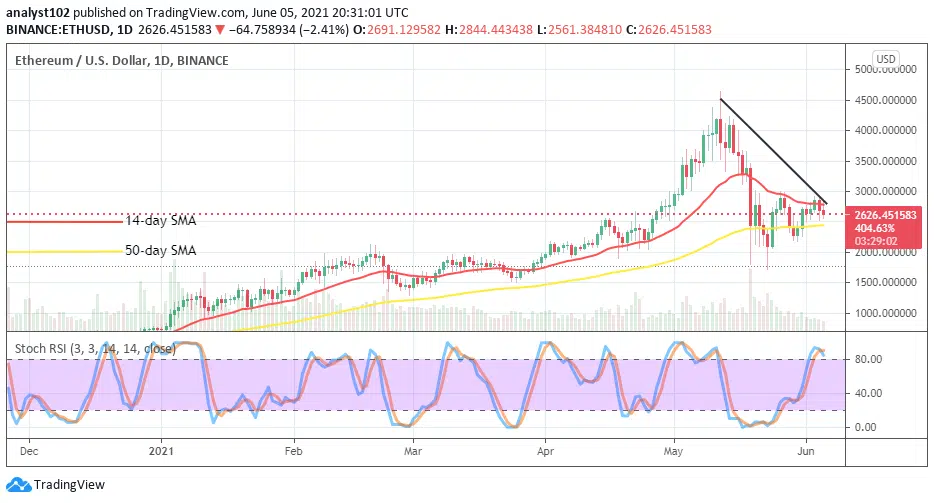 analyst102 published on TradingView.com, June 05, 2021 20:31:01 UTC
BINANCE:ETHUSD, 1D 2626.451583 ▼ −64.758934 (−2.41%) O:2691.129582 H:2844.443438 L:2561.384810 C:2626.451583
Ethereum / U.S. Dollar, 1D, BINANCE
USD
5000.000000
4500.000000
4000.000000
3500.000000
3000.000000
2626.451583
404.63%
03:29:02
2000.000000
1500.000000
1000.000000
14-day SMA
50-day SMA
Stoch RSI (3, 3, 14, 14, close)
80.00
40.00
0.00
Dec 2021 Feb Mar Apr May Jun
TradingView